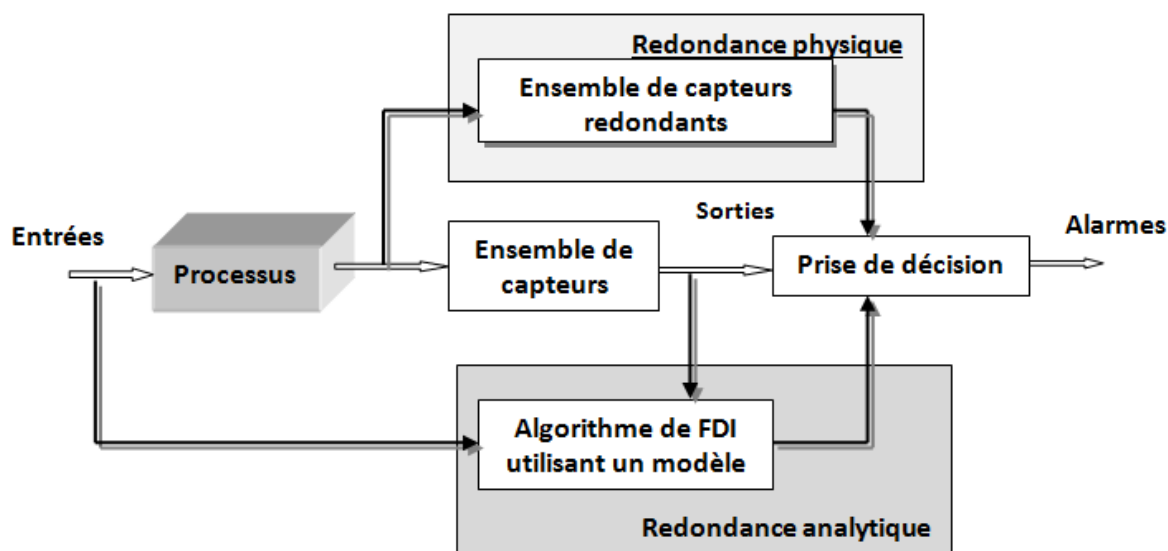 Redondance physique
Ensemble de capteurs
redondants
Sorties
Entrées
Processus
Ensemble de
capteurs
Prise de décision
Alarmes
Algorithme de FDI
utilisant un modèle
Redondance analytique